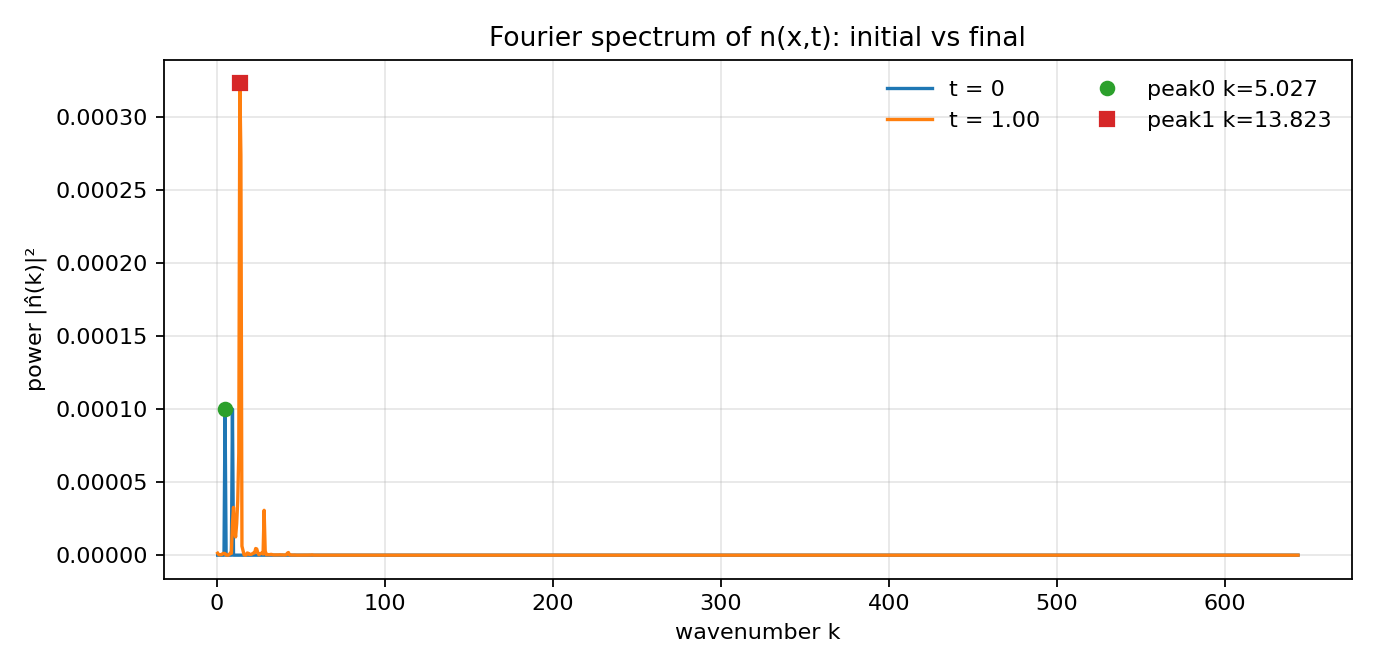 Fourier spectrum of n(x,t): initial vs final
t = 0
t = 1.00
peak0 k=5.027
peak1 k=13.823
power |n̂(k)|²
0.00030
0.00025
0.00020
0.00015
0.00010
0.00005
0.00000
0 100 200 300 400 500 600
wavenumber k